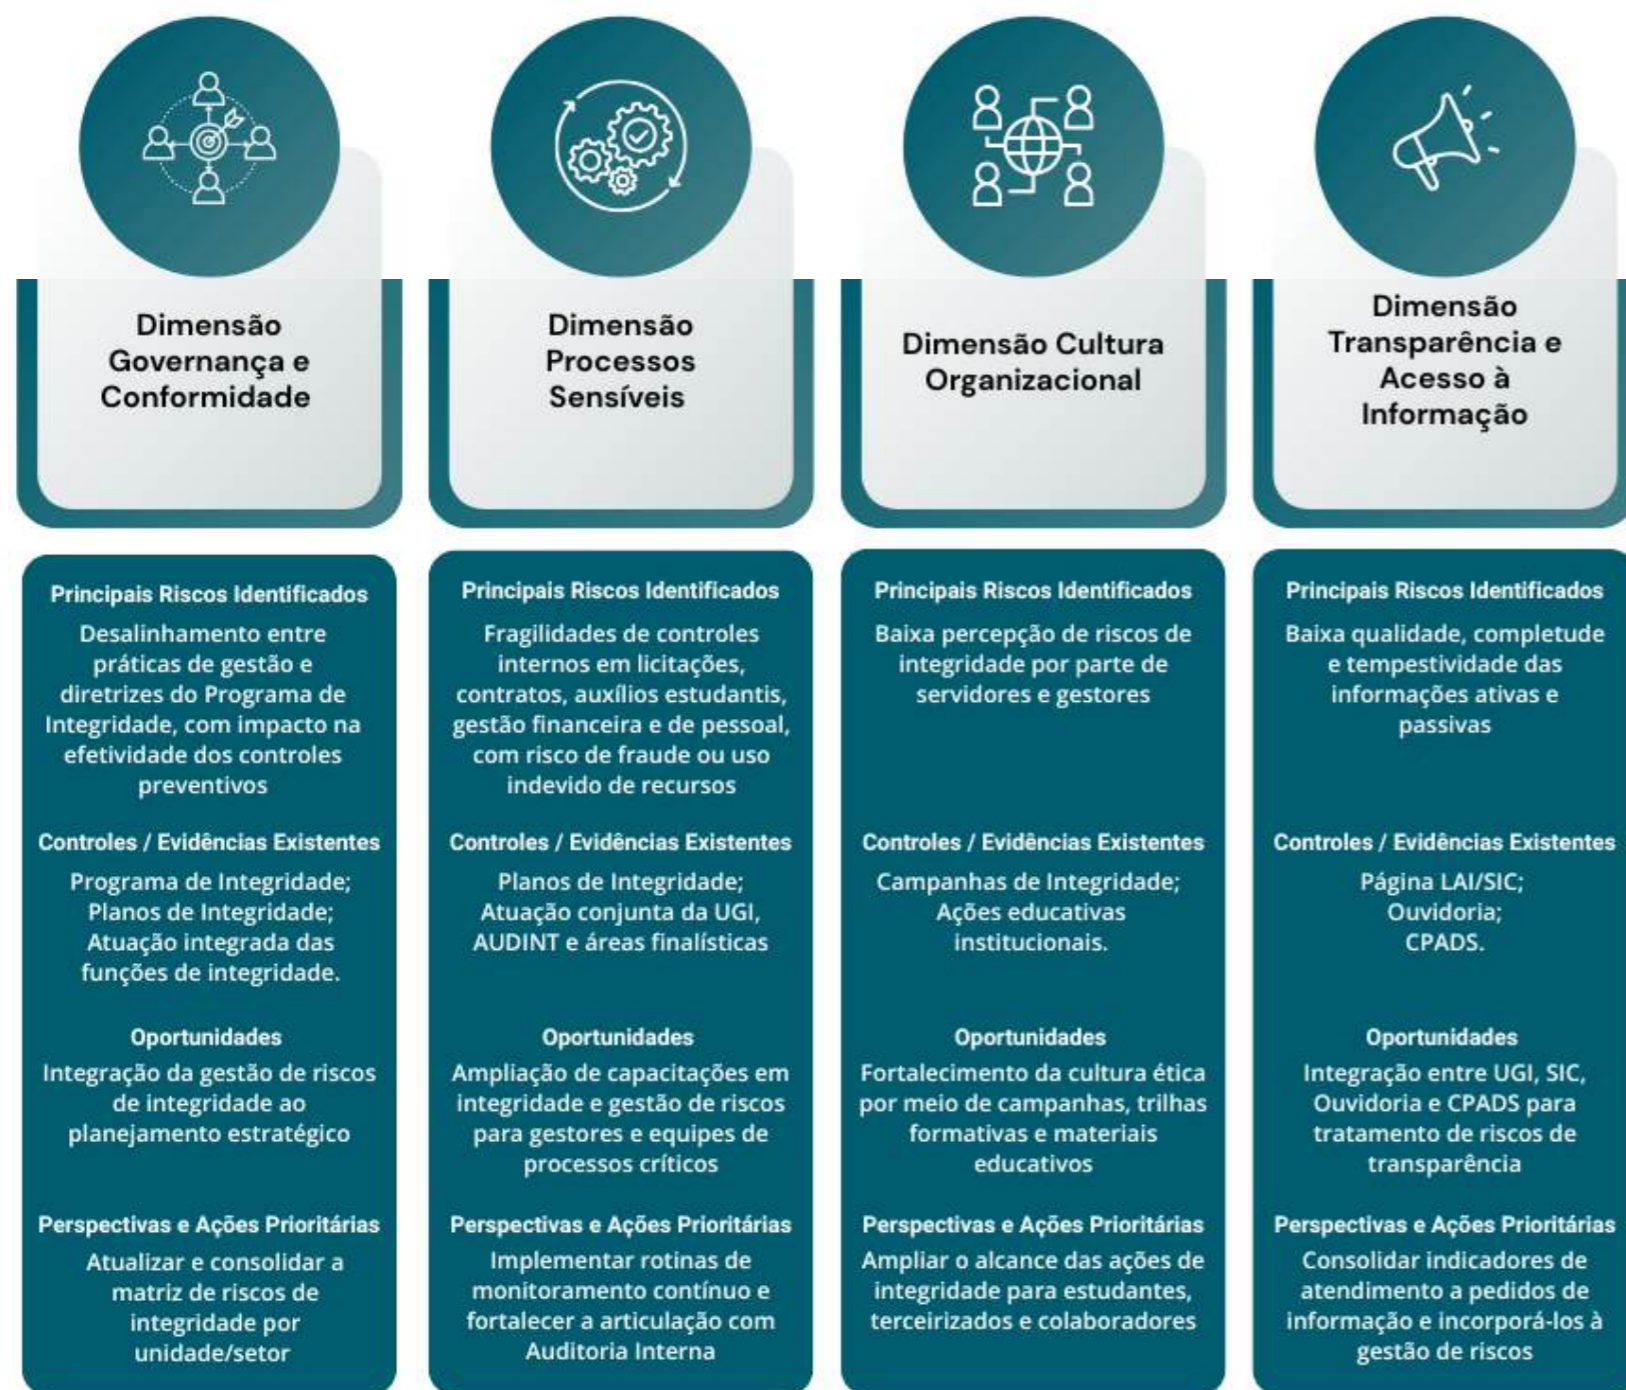 Dimensão
Governança e
Conformidade
Dimensão
Processos
Sensíveis
Dimensão Cultura
Organizacional
Dimensão
Transparência e
Acesso à
Informação
Principais Riscos Identificados
Desalinhamento entre
práticas de gestão e
diretrizes do Programa de
Integridade, com impacto na
efetividade dos controles
preventivos
Controles / Evidências Existentes
Programa de Integridade;
Planos de Integridade;
Atuação integrada das
funções de integridade.
Oportunidades
Integração da gestão de riscos
de integridade ao
planejamento estratégico
Perspectivas e Ações Prioritárias
Atualizar e consolidar a
matriz de riscos de
integridade por
unidade/setor
Principais Riscos Identificados
Fragilidades de controles
internos em licitações,
contratos, auxílios estudantis,
gestão financeira e de pessoal,
com risco de fraude ou uso
indevido de recursos
Controles / Evidências Existentes
Planos de Integridade;
Atuação conjunta da UGI,
AUDINT e áreas finalísticas
Oportunidades
Ampliação de capacitações em
integridade e gestão de riscos
para gestores e equipes de
processos críticos
Perspectivas e Ações Prioritárias
Implementar rotinas de
monitoramento contínuo e
fortalecer a articulação com
Auditoria Interna
Principais Riscos Identificados
Baixa percepção de riscos de
integridade por parte de
servidores e gestores
Controles / Evidências Existentes
Campanhas de Integridade;
Ações educativas
institucionais.
Oportunidades
Fortalecimento da cultura ética
por meio de campanhas, trilhas
formativas e materiais
educativos
Perspectivas e Ações Prioritárias
Ampliar o alcance das ações de
integridade para estudantes,
terceirizados e colaboradores
Principais Riscos Identificados
Baixa qualidade, completude
e tempestividade das
informações ativas e
passivas
Controles / Evidências Existentes
Página LAI/SIC;
Ouvidoria;
CPADS.
Oportunidades
Integração entre UGI, SIC,
Ouvidoria e CPADS para
tratamento de riscos de
transparência
Perspectivas e Ações Prioritárias
Consolidar indicadores de
atendimento a pedidos de
informação e incorporá-los à
gestão de riscos